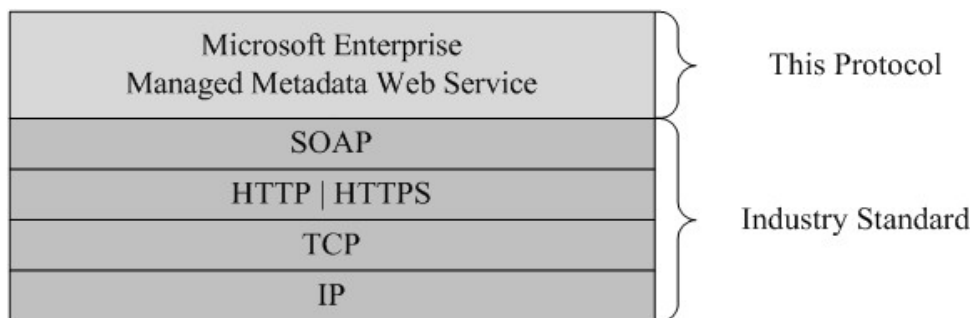 Microsoft Enterprise
Managed Metadata Web Service
This Protocol
SOAP
HTTP | HTTPS
TCP
IP
Industry Standard